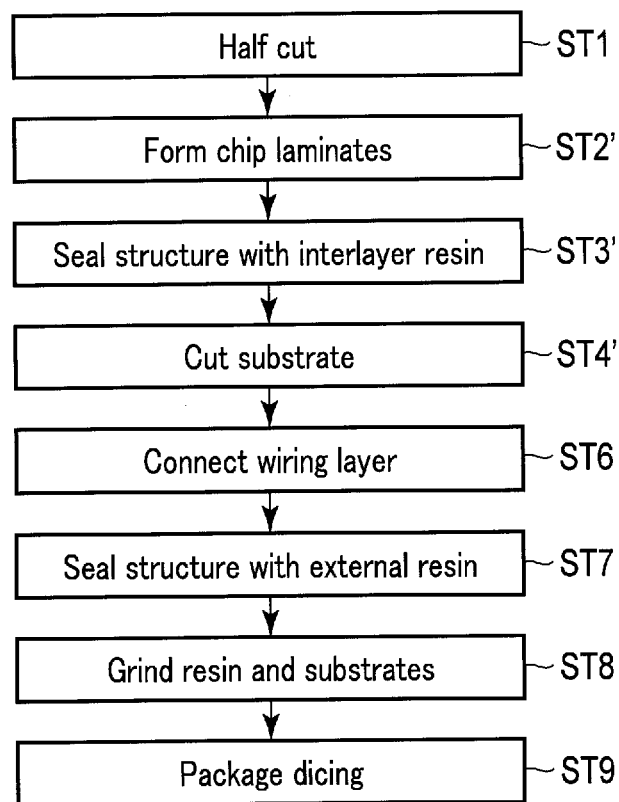 Half cut ST1
Form chip laminates ST2'
Seal structure with interlayer resin ST3'
Cut substrate ST4'
Connect wiring layer ST6
Seal structure with external resin ST7
Grind resin and substrates ST8
Package dicing ST9